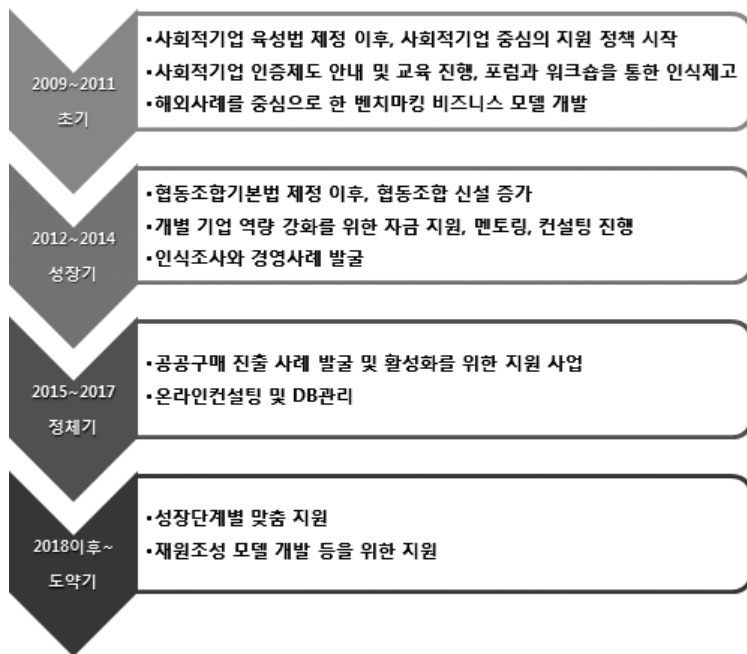 2009~2011
초기
•사회적기업 육성법 제정 이후, 사회적기업 중심의 지원 정책 시작
•사회적기업 인증제도 안내 및 교육 진행, 포럼과 워크숍을 통한 인식제고
•해외사례를 중심으로 한 벤치마킹 비즈니스 모델 개발
2012~2014
성장기
•협동조합기본법 제정 이후, 협동조합 신설 증가
•개별 기업 역량 강화를 위한 자금 지원, 멘토링, 컨설팅 진행
•인식조사와 경영사례 발굴
2015~2017
정체기
•공공구매 진출 사례 발굴 및 활성화를 위한 지원 사업
•온라인컨설팅 및 DB관리
2018이후~
도약기
•성장단계별 맞춤 지원
•재원조성 모델 개발 등을 위한 지원